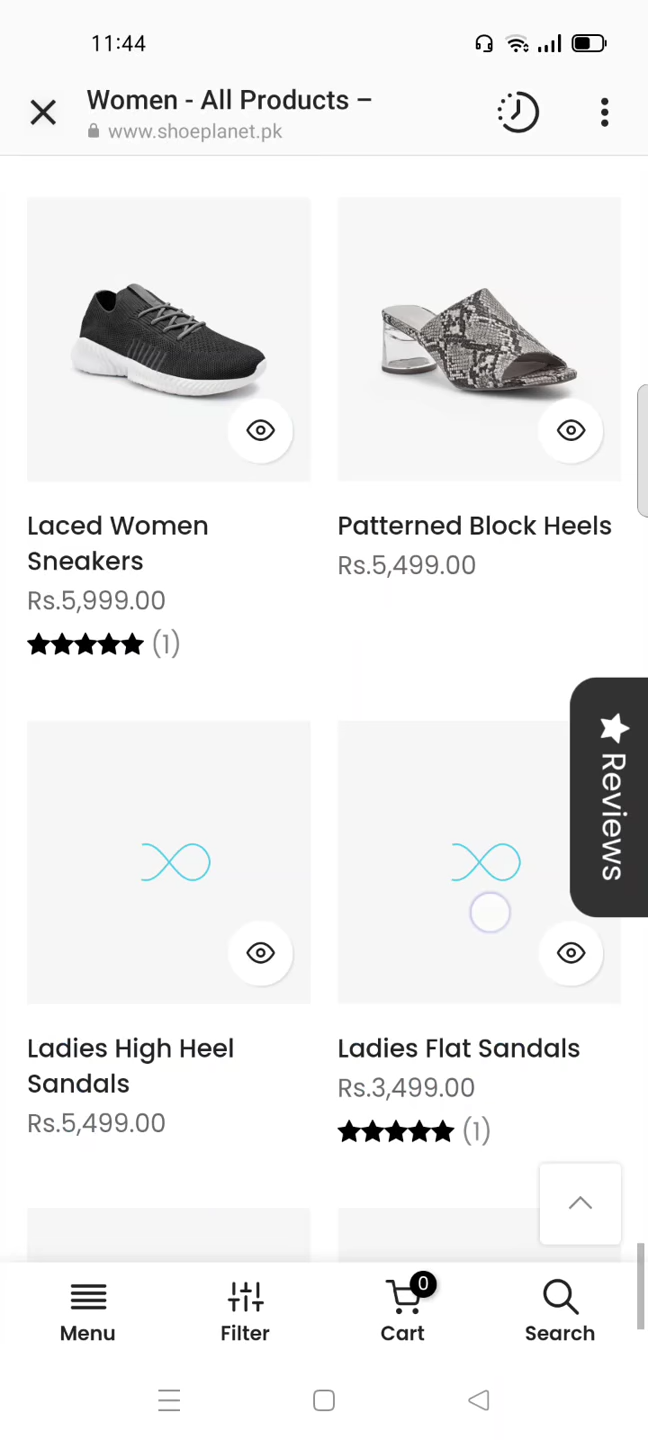 11:44
Women - All Products –
www.shoeplanet.pk
Laced Women
Sneakers
Rs.5,999.00
(1)
Patterned Block Heels
Rs.5,499.00
Reviews
Ladies High Heel
Sandals
Rs.5,499.00
Ladies Flat Sandals
Rs.3,499.00
(1)
0
Menu
Filter
Cart
Search